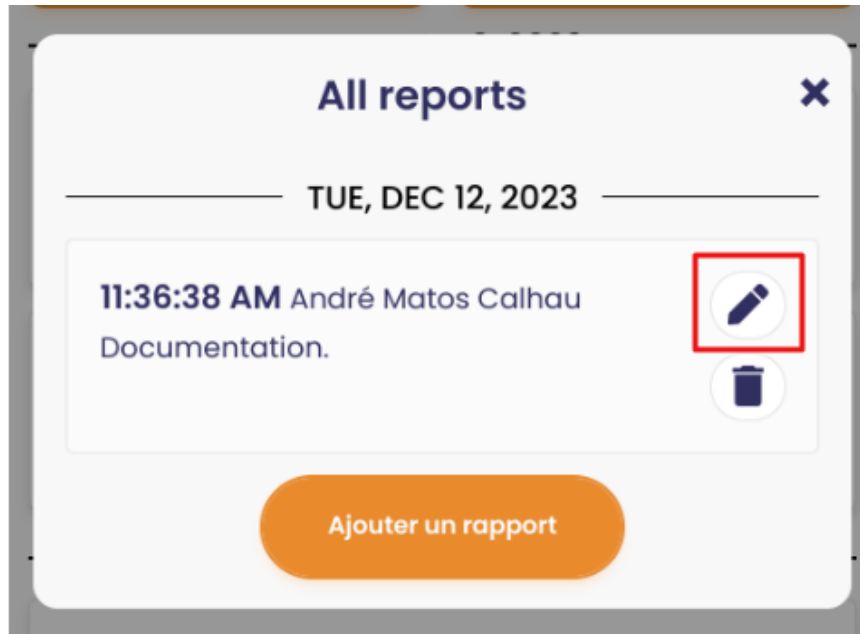 All reports
TUE, DEC 12, 2023
11:36:38 AM André Matos Calhau
Documentation.
Ajouter un rapport